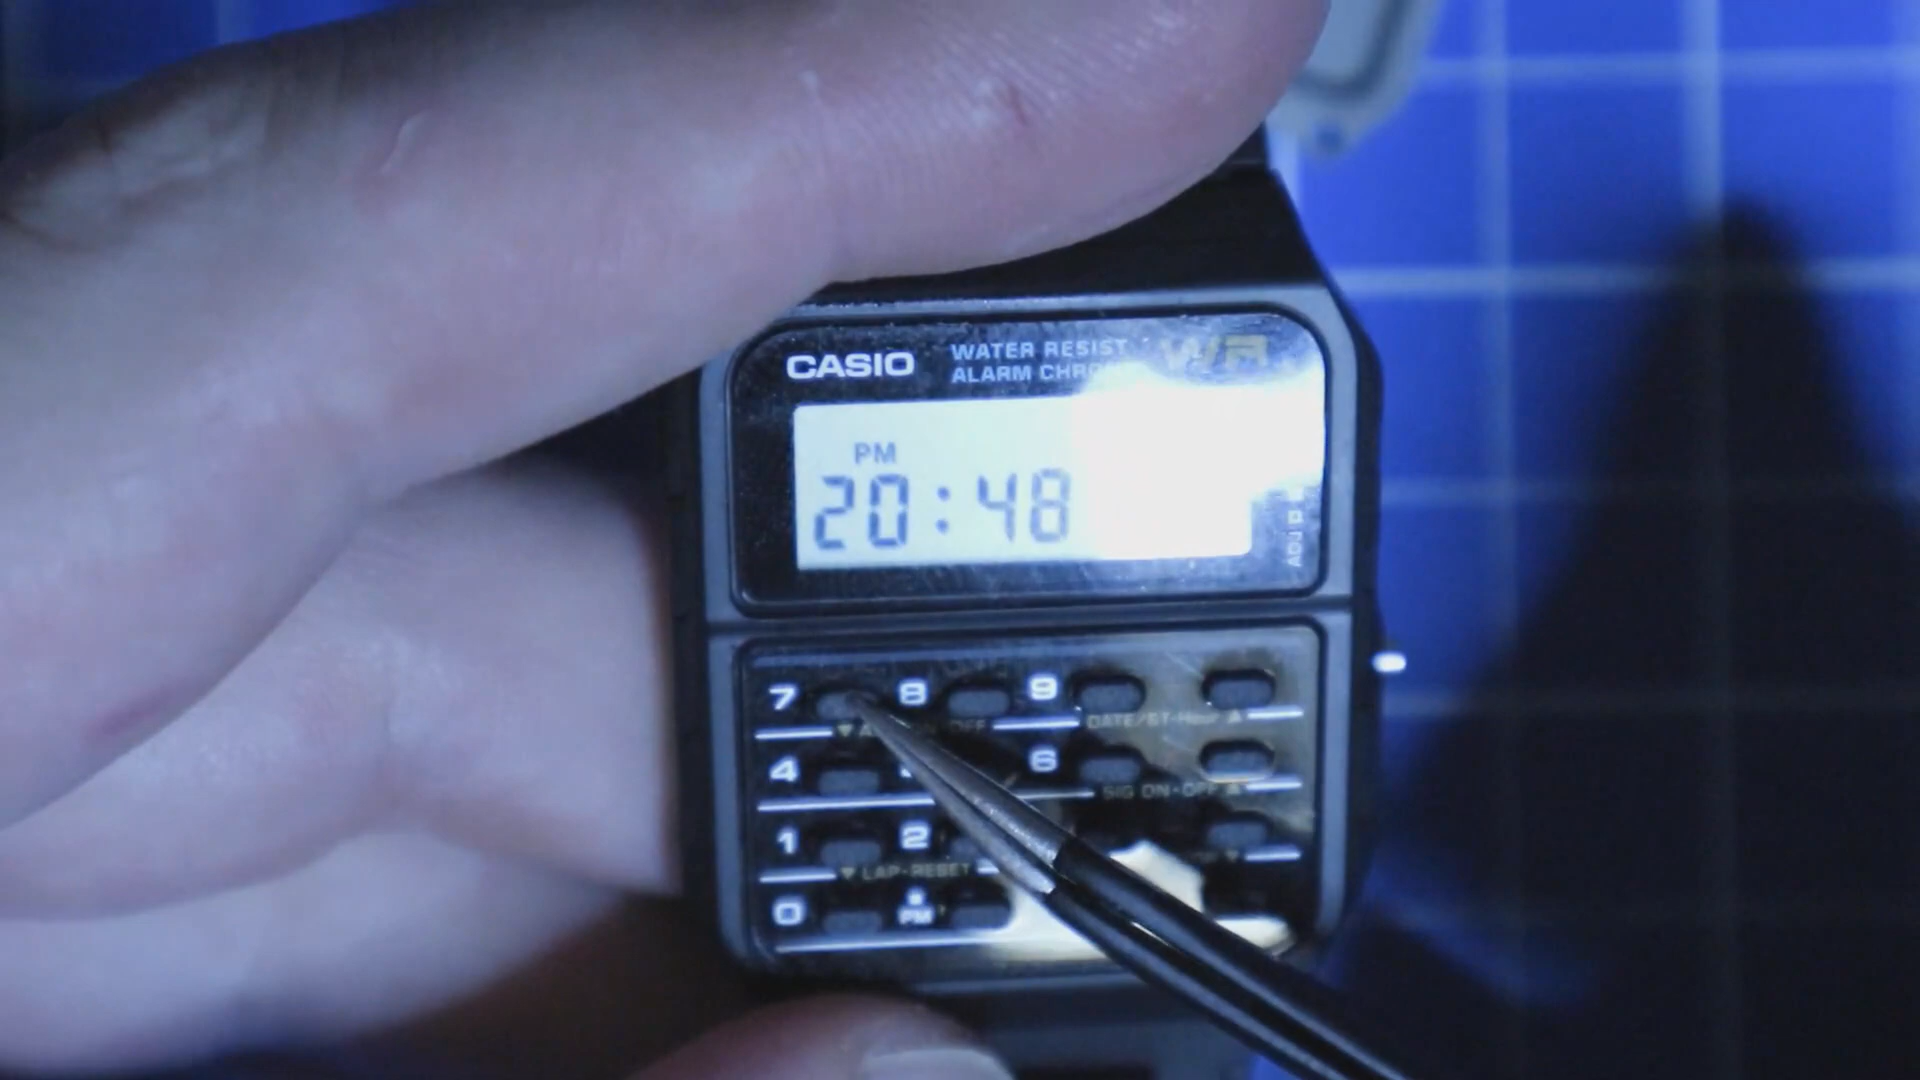 CASIO
WATER RESIST
ALARM CHRO
WR
PM
20:48
ADJ
7 8 9
DATE/ST-Hour ▲
4 6
SIG ON-OFF ▲
1 2
▼ LAP-RESET
0 PM